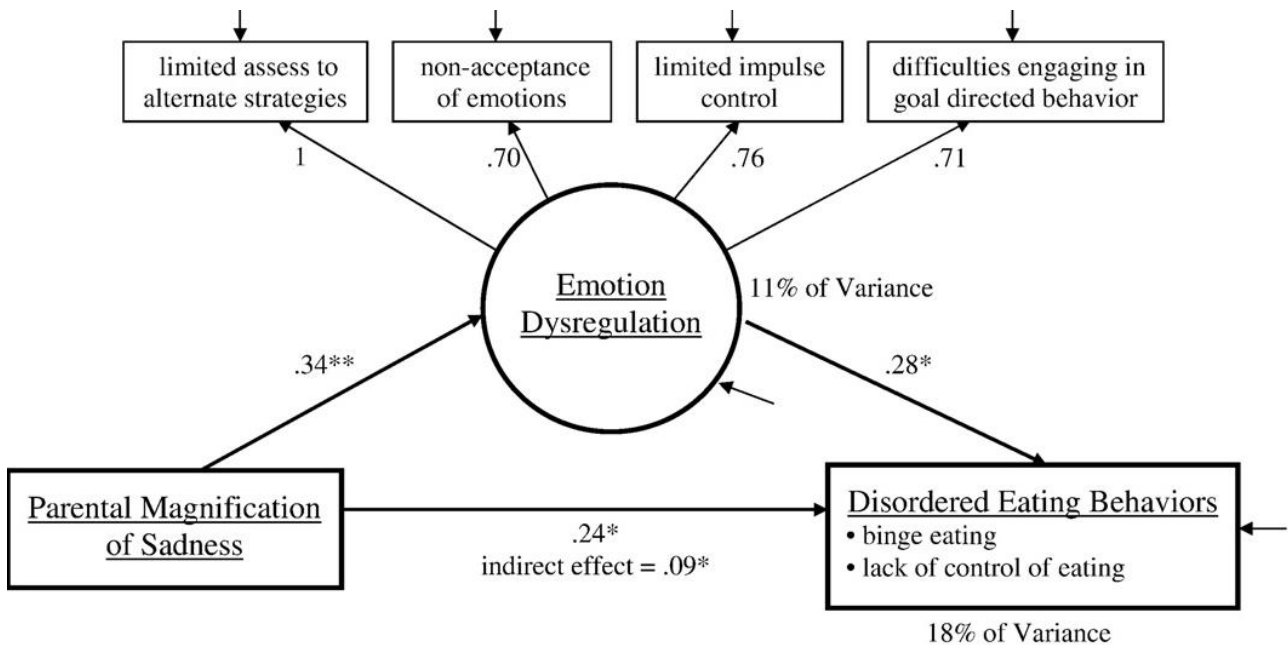 limited assess to
alternate strategies
non-acceptance
of emotions
limited impulse
control
difficulties engaging in
goal directed behavior
1
.70
.76
.71
Emotion
Dysregulation
11% of Variance
.34**
.28*
Parental Magnification
of Sadness
.24*
indirect effect = .09*
Disordered Eating Behaviors
• binge eating
• lack of control of eating
18% of Variance